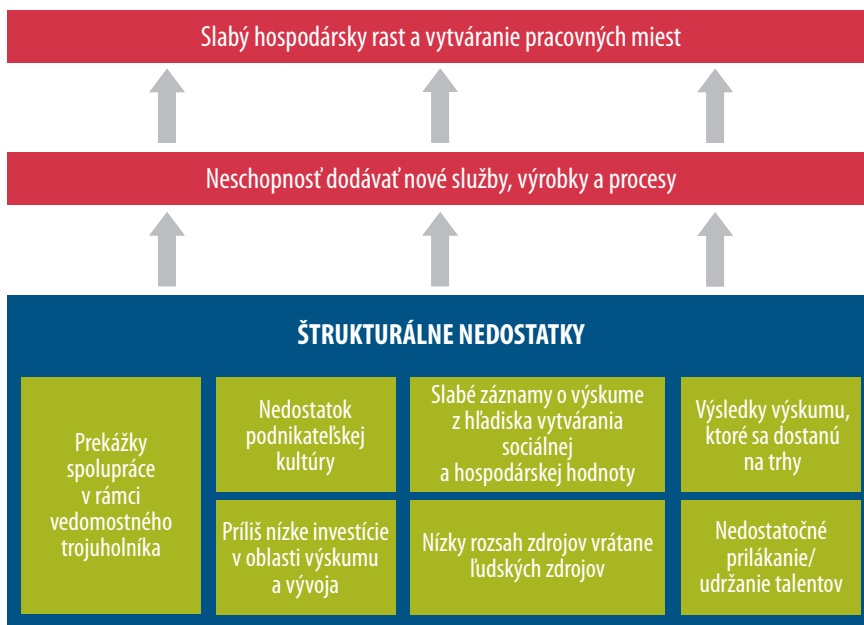 Slabý hospodársky rast a vytváranie pracovných miest
Neschopnosť dodávať nové služby, výrobky a procesy
ŠTRUKTURÁLNE NEDOSTATKY
Prekážky
spolupráce
v rámci
vedomostného
trojuholníka
Nedostatok
podnikateľskej
kultúry
Príliš nízke investície
v oblasti výskumu
a vývoja
Slabé záznamy o výskume
z hľadiska vytvárania
sociálnej
a hospodárskej hodnoty
Nízky rozsah zdrojov vrátane
ľudských zdrojov
Výsledky výskumu,
ktoré sa dostanú
na trhy
Nedostatočné
prilákanie/
udržanie talentov